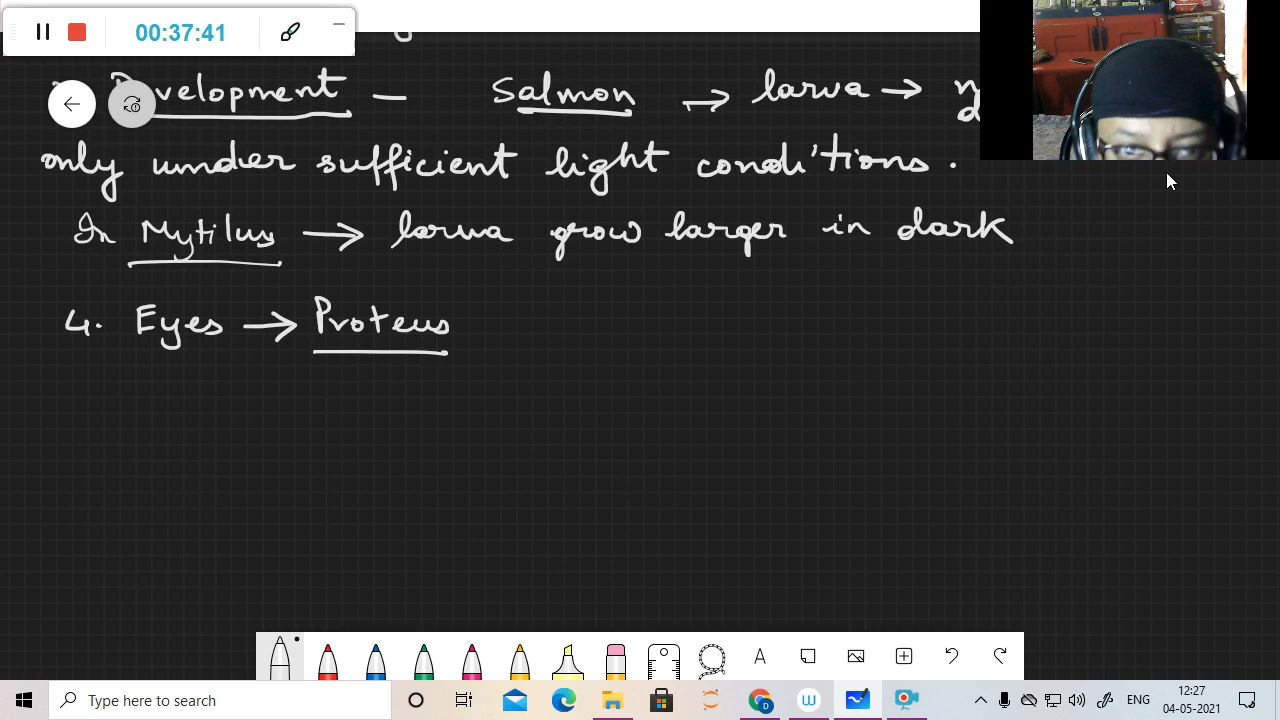 00:37:41
Development - Salmon → larva →
only under sufficient light conditions.
In Mytilus → larva grow larger in dark
4. Eyes → Proteus
A
Type here to search
ENG
12:27
04-05-2021